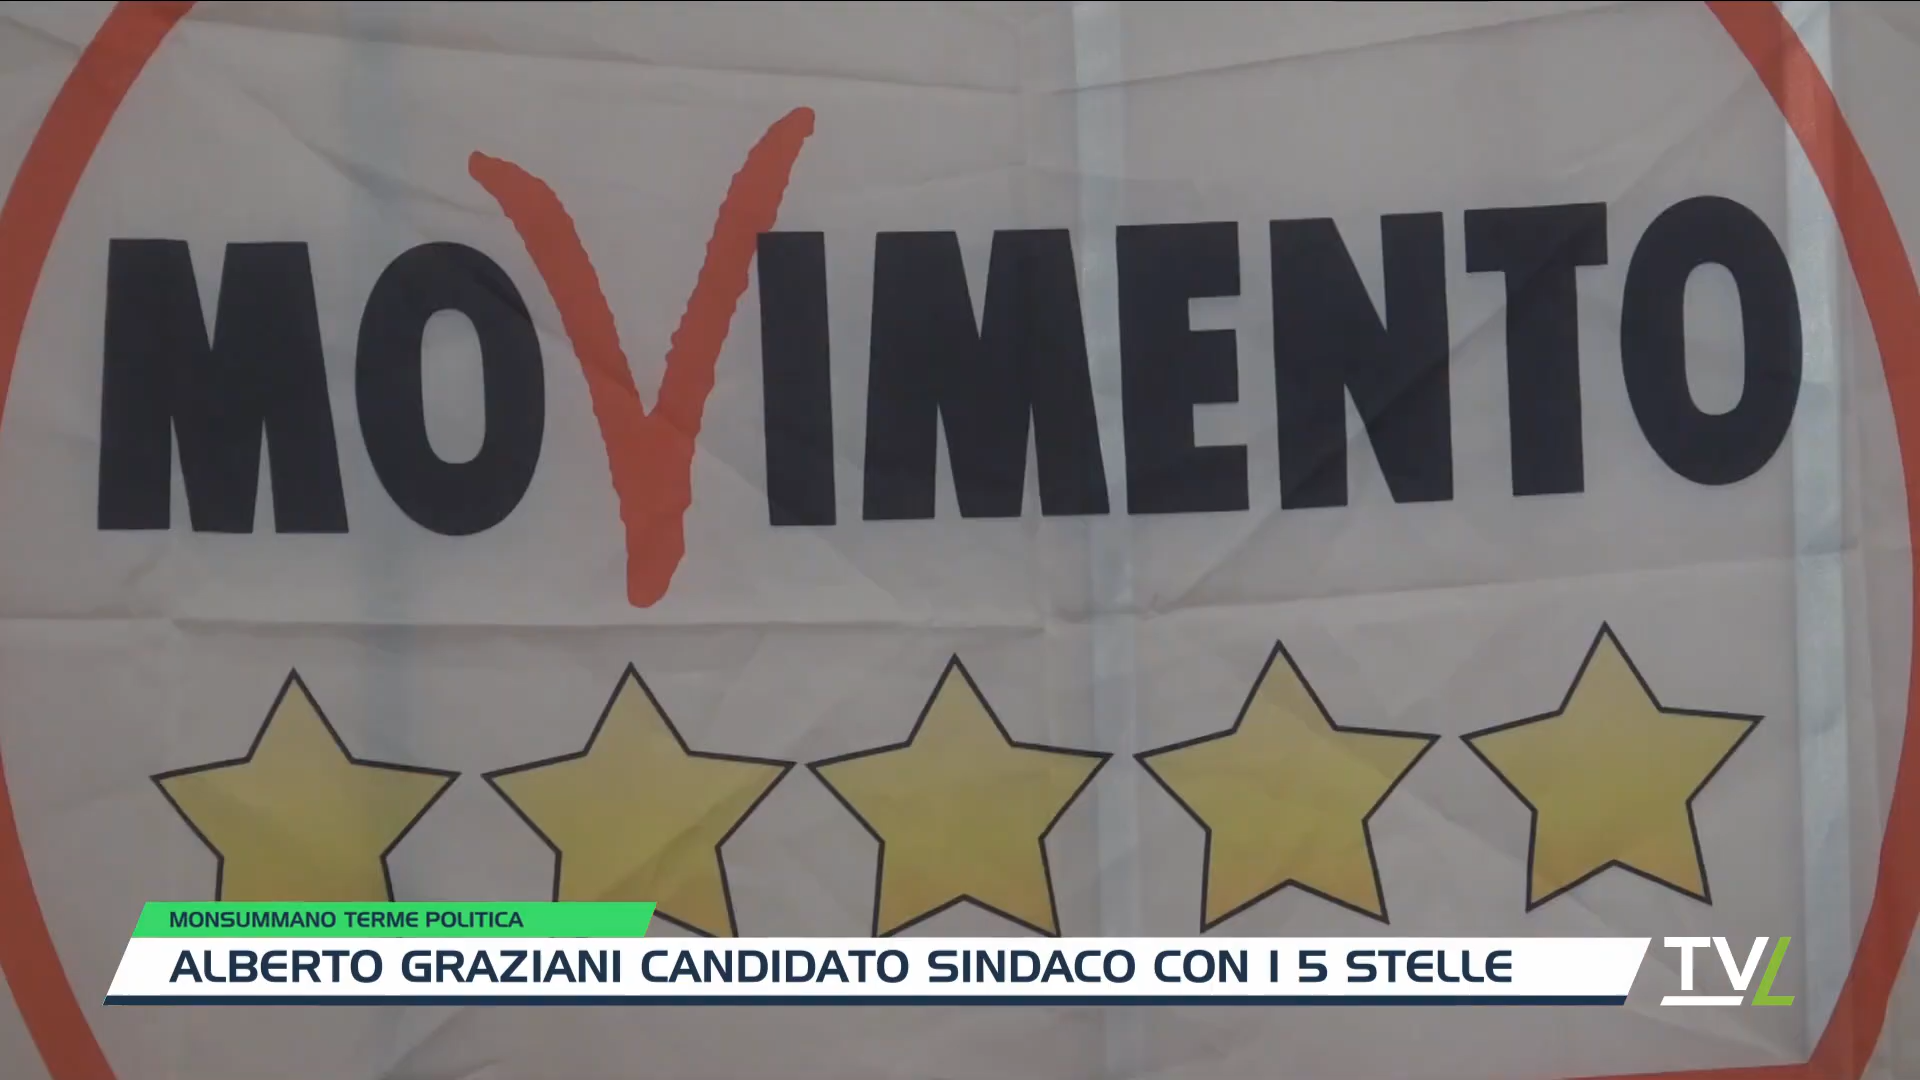 MOVIMENTO
MONSUMMANO TERME POLITICA
ALBERTO GRAZIANI CANDIDATO SINDACO CON I 5 STELLE
TVL